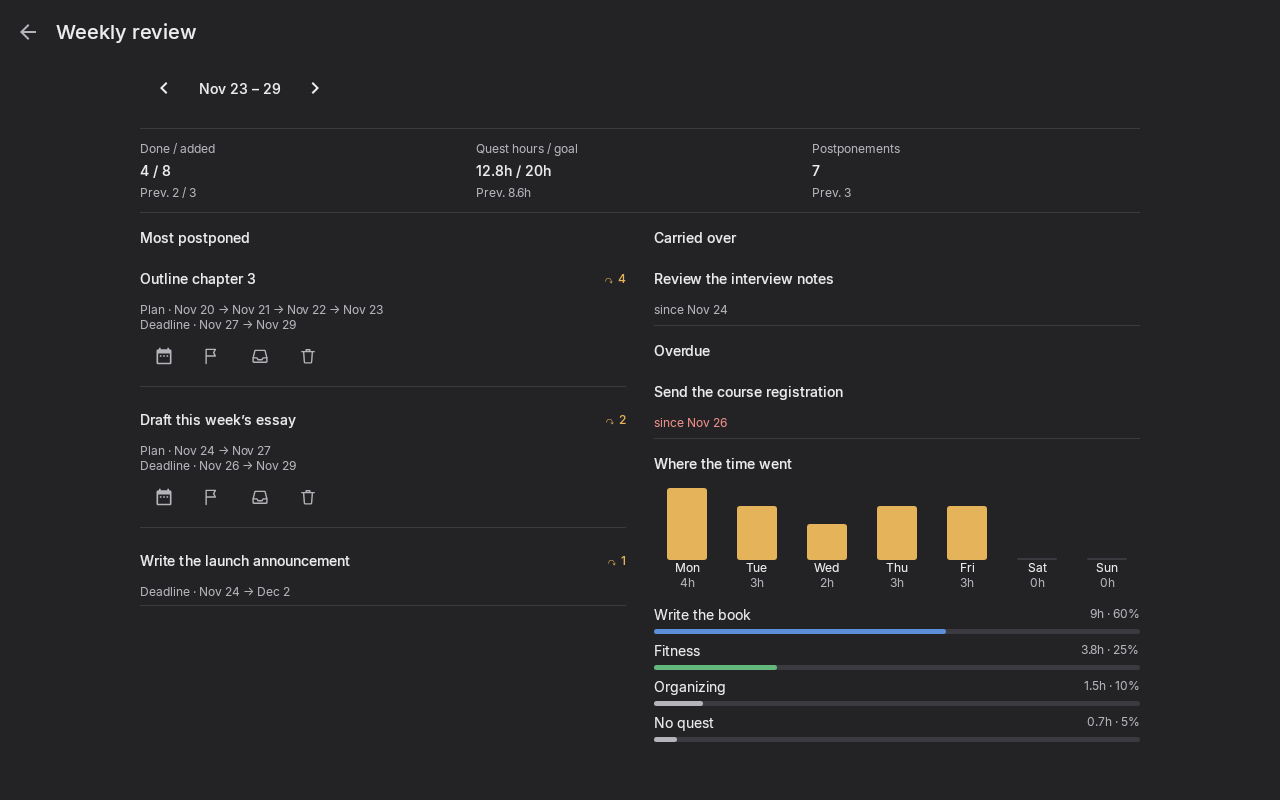 Weekly review
Nov 23 – 29
Done / added
4 / 8
Prev. 2 / 3
Quest hours / goal
12.8h / 20h
Prev. 8.6h
Postponements
7
Prev. 3
Most postponed
Outline chapter 3
4
Plan · Nov 20 → Nov 21 → Nov 22 → Nov 23
Deadline · Nov 27 → Nov 29
Draft this week’s essay
2
Plan · Nov 24 → Nov 27
Deadline · Nov 26 → Nov 29
Write the launch announcement
1
Deadline · Nov 24 → Dec 2
Carried over
Review the interview notes
since Nov 24
Overdue
Send the course registration
since Nov 26
Where the time went
Mon Tue Wed Thu Fri Sat Sun
4h 3h 2h 3h 3h 0h 0h
Write the book 9h · 60%
Fitness 3.8h · 25%
Organizing 1.5h · 10%
No quest 0.7h · 5%